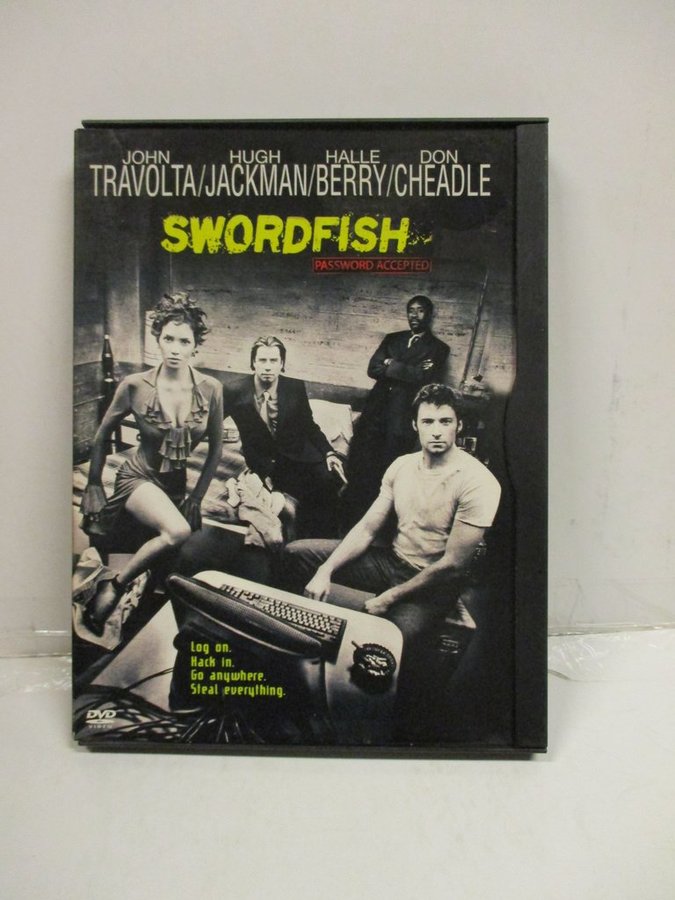 JOHN HUGH HALLE DON
TRAVOLTA/JACKMAN/BERRY/CHEADLE
SWORDFISH
PASSWORD ACCEPTED
Log on.
Hack in.
Go anywhere.
Steal everything.
DVD
VIDEO